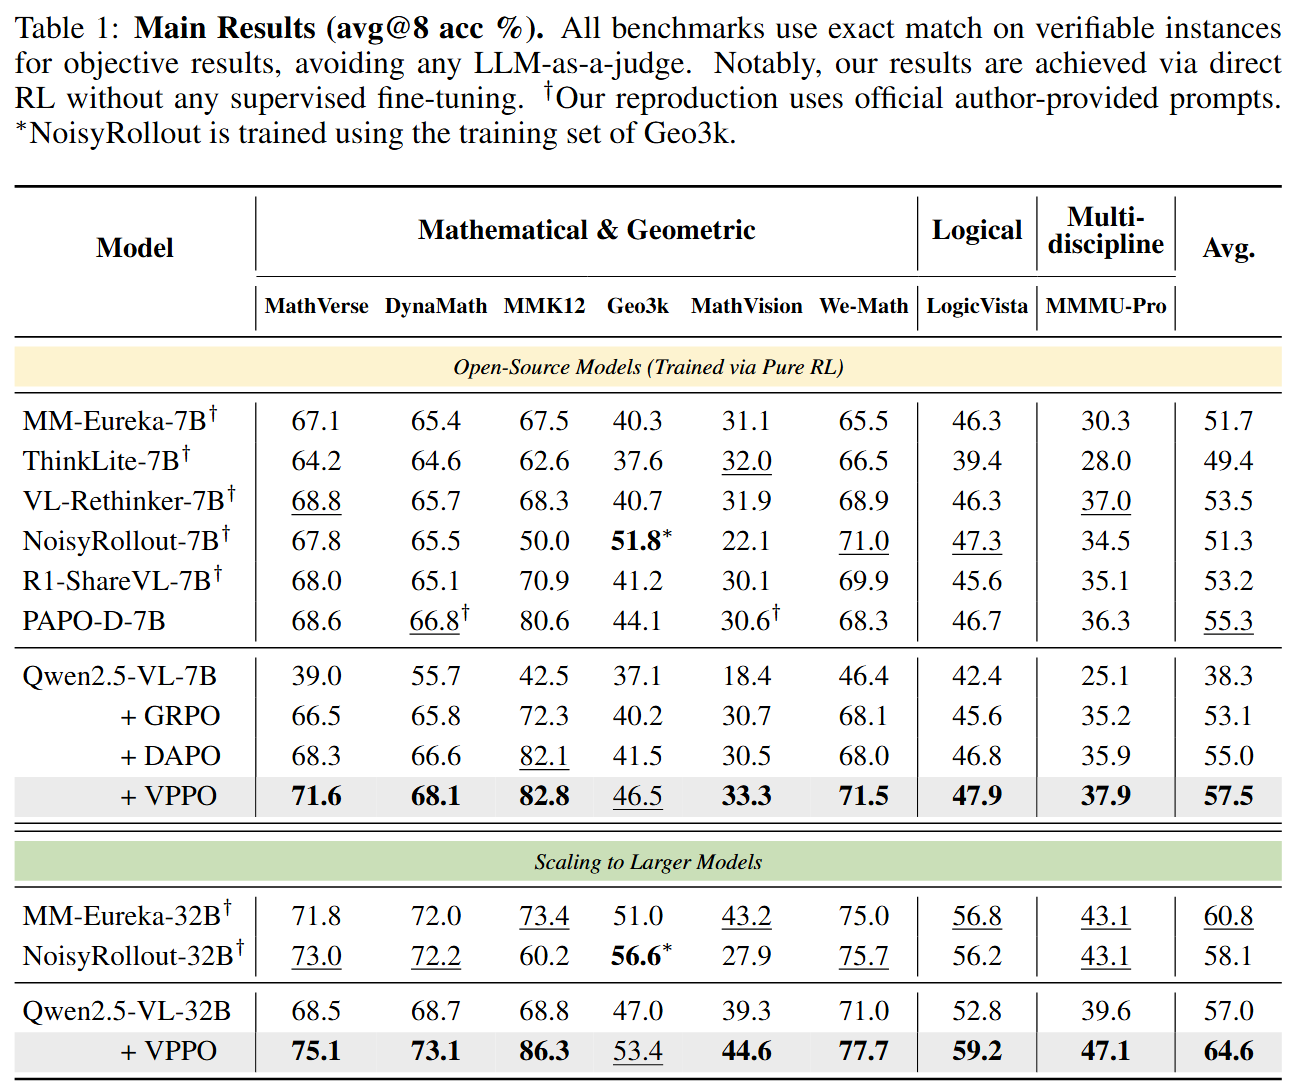 Table 1: Main Results (avg@8 acc %). All benchmarks use exact match on verifiable instances
for objective results, avoiding any LLM-as-a-judge. Notably, our results are achieved via direct
RL without any supervised fine-tuning. †Our reproduction uses official author-provided prompts.
*NoisyRollout is trained using the training set of Geo3k.
Model Mathematical & Geometric Logical Multi-discipline Avg.
MathVerse DynaMath MMK12 Geo3k MathVision We-Math LogicVista MMMU-Pro
Open-Source Models (Trained via Pure RL)
MM-Eureka-7B† 67.1 65.4 67.5 40.3 31.1 65.5 46.3 30.3 51.7
ThinkLite-7B† 64.2 64.6 62.6 37.6 32.0 66.5 39.4 28.0 49.4
VL-Rethinker-7B† 68.8 65.7 68.3 40.7 31.9 68.9 46.3 37.0 53.5
NoisyRollout-7B† 67.8 65.5 50.0 51.8* 22.1 71.0 47.3 34.5 51.3
R1-ShareVL-7B† 68.0 65.1 70.9 41.2 30.1 69.9 45.6 35.1 53.2
PAPO-D-7B 68.6 66.8† 80.6 44.1 30.6† 68.3 46.7 36.3 55.3
Qwen2.5-VL-7B 39.0 55.7 42.5 37.1 18.4 46.4 42.4 25.1 38.3
+ GRPO 66.5 65.8 72.3 40.2 30.7 68.1 45.6 35.2 53.1
+ DAPO 68.3 66.6 82.1 41.5 30.5 68.0 46.8 35.9 55.0
+ VPPO 71.6 68.1 82.8 46.5 33.3 71.5 47.9 37.9 57.5
Scaling to Larger Models
MM-Eureka-32B† 71.8 72.0 73.4 51.0 43.2 75.0 56.8 43.1 60.8
NoisyRollout-32B† 73.0 72.2 60.2 56.6* 27.9 75.7 56.2 43.1 58.1
Qwen2.5-VL-32B 68.5 68.7 68.8 47.0 39.3 71.0 52.8 39.6 57.0
+ VPPO 75.1 73.1 86.3 53.4 44.6 77.7 59.2 47.1 64.6